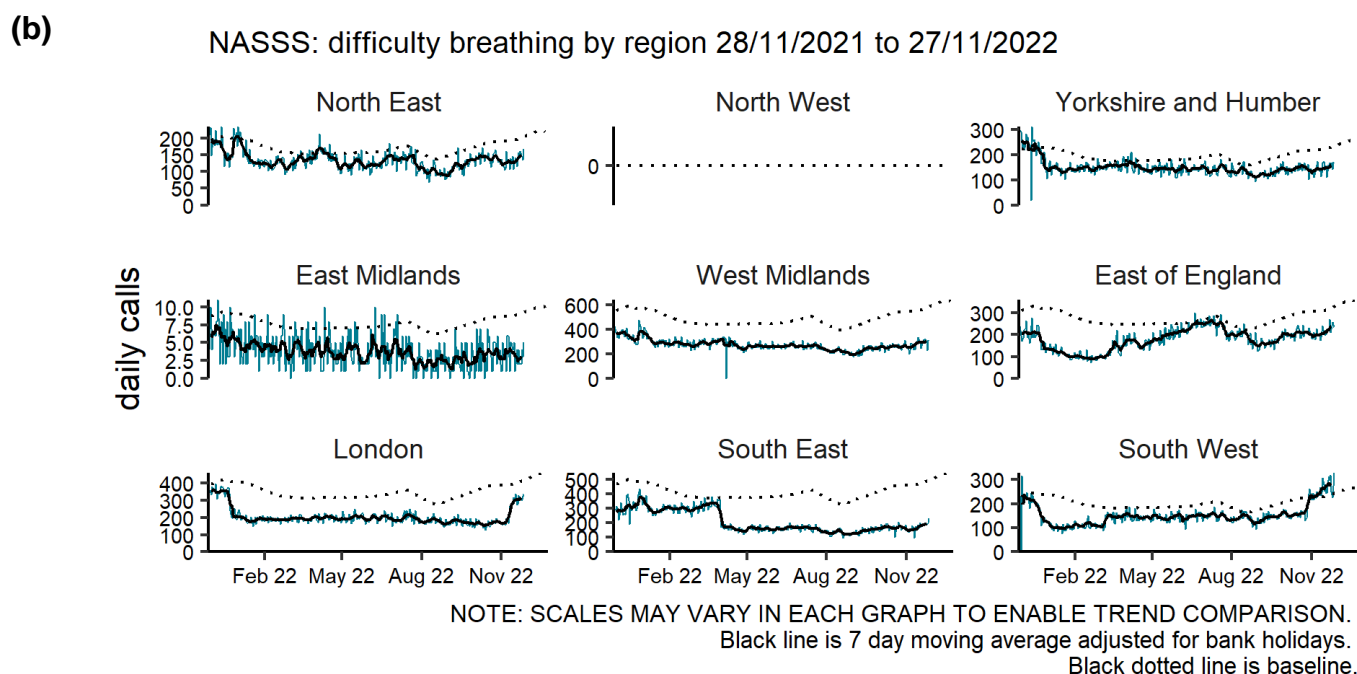 (b)
NASSS: difficulty breathing by region 28/11/2021 to 27/11/2022
North East
North West
Yorkshire and Humber
200
150
100
50
0
0
300
200
100
0
daily calls
East Midlands
West Midlands
East of England
10.0
7.5
5.0
2.5
0.0
600
400
200
0
300
200
100
0
London
South East
South West
400
300
200
100
0
500
400
300
200
100
0
300
200
100
0
Feb 22 May 22 Aug 22 Nov 22
Feb 22 May 22 Aug 22 Nov 22
Feb 22 May 22 Aug 22 Nov 22
NOTE: SCALES MAY VARY IN EACH GRAPH TO ENABLE TREND COMPARISON.
Black line is 7 day moving average adjusted for bank holidays.
Black dotted line is baseline.